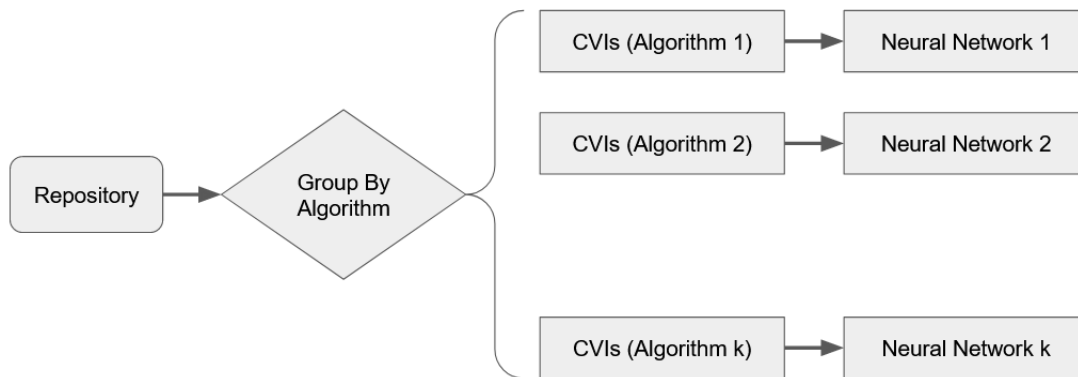 Repository
Group By
Algorithm
CVIs (Algorithm 1)
Neural Network 1
CVIs (Algorithm 2)
Neural Network 2
CVIs (Algorithm k)
Neural Network k